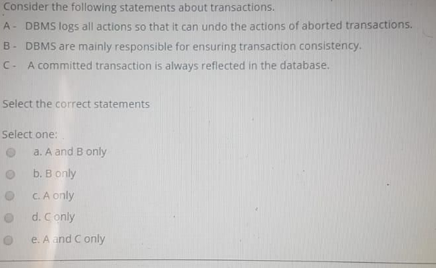 Consider the following statements about transactions.
A - DBMS logs all actions so that it can undo the actions of aborted transactions.
B - DBMS are mainly responsible for ensuring transaction consistency.
C - A committed transaction is always reflected in the database.
Select the correct statements
Select one:
a. A and B only
b. B only
c. A only
d. C only
e. A and C only